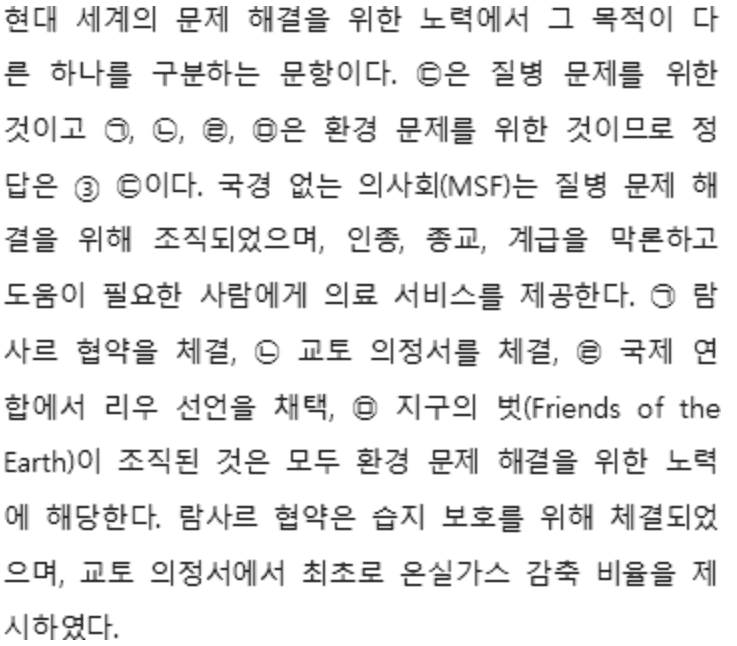 현대 세계의 문제 해결을 위한 노력에서 그 목적이 다
른 하나를 구분하는 문항이다. ㉢은 질병 문제를 위한
것이고 ㉠, ㉡, ㉣, ㉤은 환경 문제를 위한 것이므로 정
답은 ③ ㉢이다. 국경 없는 의사회(MSF)는 질병 문제 해
결을 위해 조직되었으며, 인종, 종교, 계급을 막론하고
도움이 필요한 사람에게 의료 서비스를 제공한다. ㉠ 람
사르 협약을 체결, ㉡ 교토 의정서를 체결, ㉣ 국제 연
합에서 리우 선언을 채택, ㉤ 지구의 벗(Friends of the
Earth)이 조직된 것은 모두 환경 문제 해결을 위한 노력
에 해당한다. 람사르 협약은 습지 보호를 위해 체결되었
으며, 교토 의정서에서 최초로 온실가스 감축 비율을 제
시하였다.